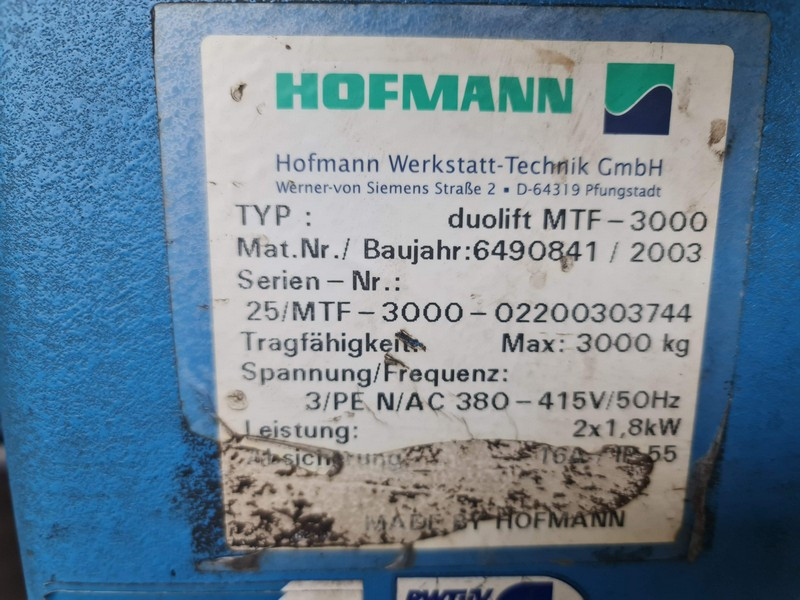 HOFMANN
Hofmann Werkstatt-Technik GmbH
Werner-von Siemens Straße 2 • D-64319 Pfungstadt
TYP : duolift MTF-3000
Mat.Nr./ Baujahr:6490841 / 2003
Serien-Nr.:
25/MTF-3000-02200303744
Tragfähigkeit: Max: 3000 kg
Spannung/Frequenz:
3/PE N/AC 380-415V/50Hz
Leistung: 2x1,8kW
16A IP 55
MADE BY HOFMANN